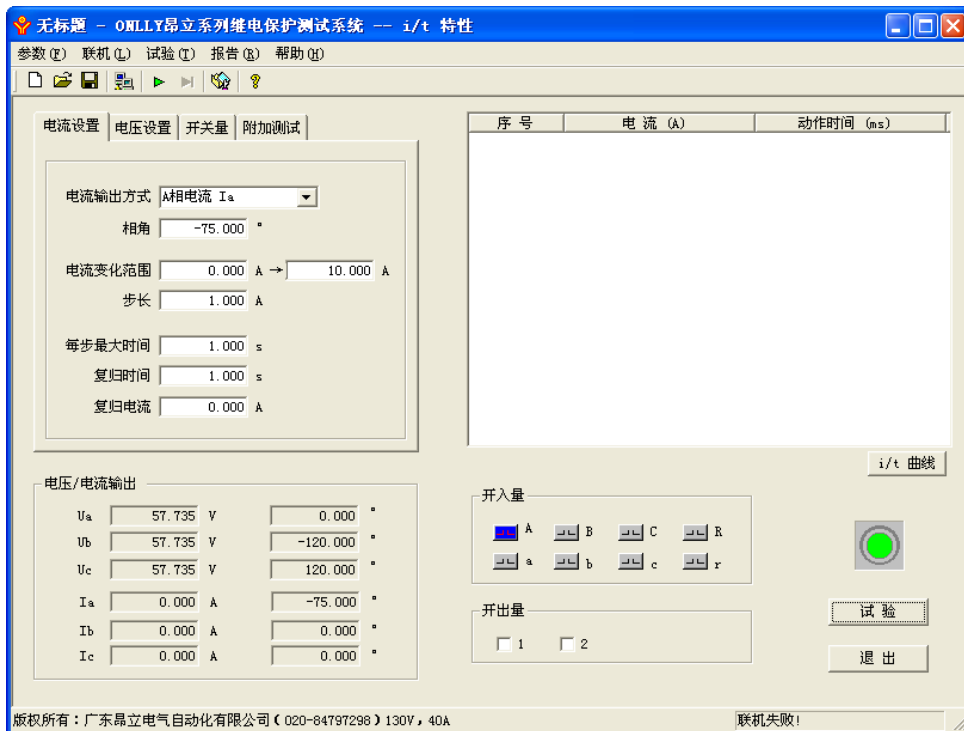 无标题 - ONLLY昂立系列继电保护测试系统 -- i/t 特性
参数(F) 联机(L) 试验(T) 报告(R) 帮助(H)
电流设置 电压设置 开关量 附加测试
电流输出方式 A相电流 Ia
相角 -75.000 °
电流变化范围 0.000 A → 10.000 A
步长 1.000 A
每步最大时间 1.000 s
复归时间 1.000 s
复归电流 0.000 A
序 号 电 流 (A) 动作时间 (ms)
i/t 曲线
电压/电流输出
Ua 57.735 V 0.000 °
Ub 57.735 V -120.000 °
Uc 57.735 V 120.000 °
Ia 0.000 A -75.000 °
Ib 0.000 A 0.000 °
Ic 0.000 A 0.000 °
开入量
A B C R
a b c r
开出量
1 2
试 验
退 出
版权所有：广东昂立电气自动化有限公司（020-84797298）130V，40A
联机失败!